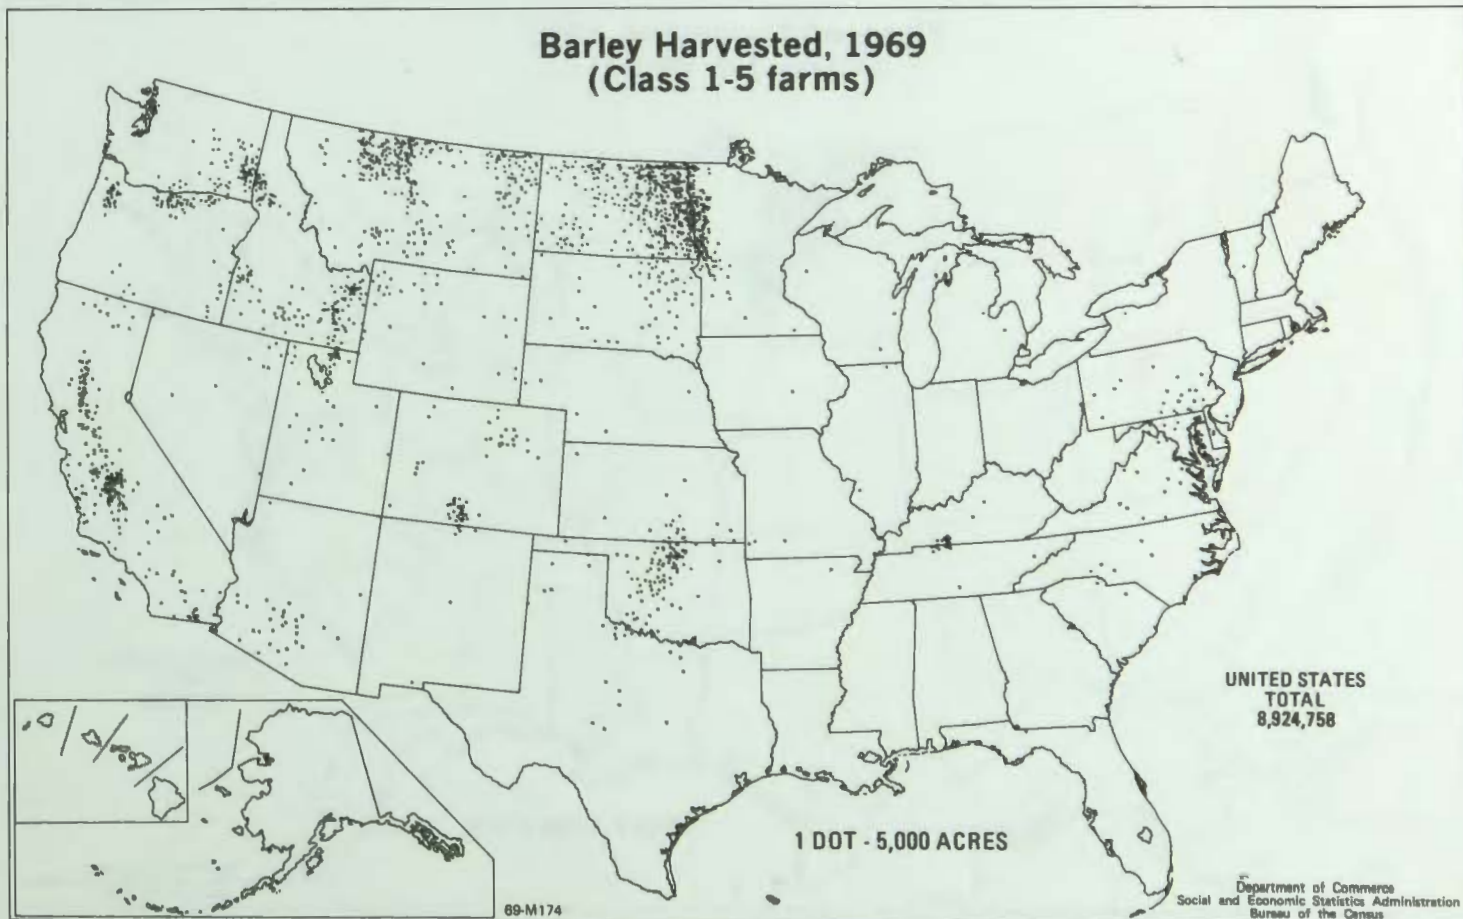 Barley Harvested, 1969
(Class 1-5 farms)
UNITED STATES
TOTAL
8,924,758
1 DOT - 5,000 ACRES
69-M174
Department of Commerce
Social and Economic Statistics Administration
Bureau of the Census